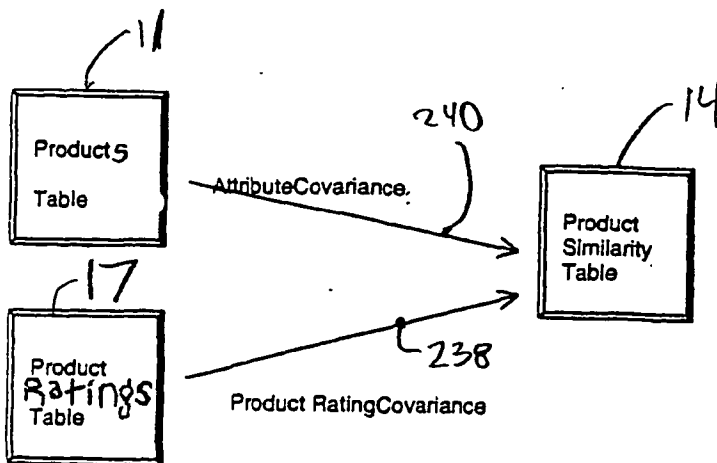 11
Products
Table
240
14
AttributeCovariance
Product
Similarity
Table
17
Product
Ratings
Table
238
Product RatingCovariance